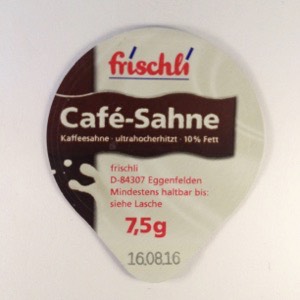 frischli
Café-Sahne
Kaffeesahne · ultrahocherhitzt · 10% Fett
frischli
D-84307 Eggenfelden
Mindestens haltbar bis:
siehe Lasche
7,5g
16.08.16